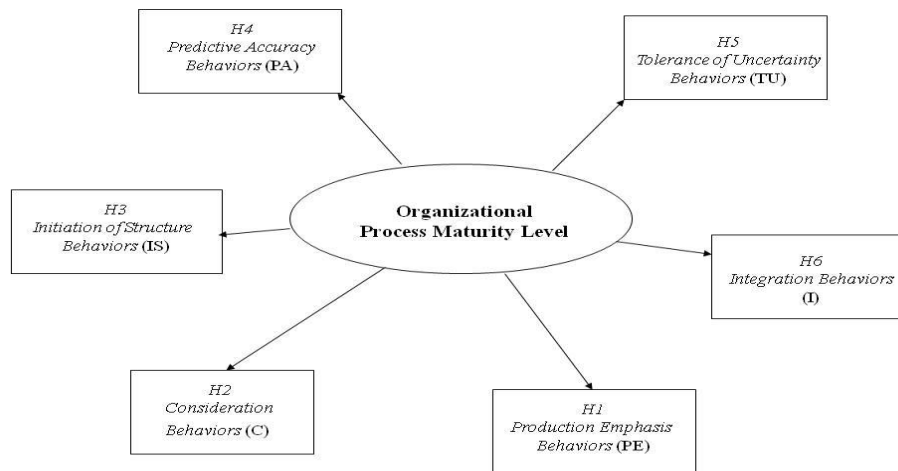 H4
Predictive Accuracy
Behaviors (PA)
H5
Tolerance of Uncertainty
Behaviors (TU)
H3
Initiation of Structure
Behaviors (IS)
Organizational
Process Maturity Level
H6
Integration Behaviors
(I)
H2
Consideration
Behaviors (C)
H1
Production Emphasis
Behaviors (PE)